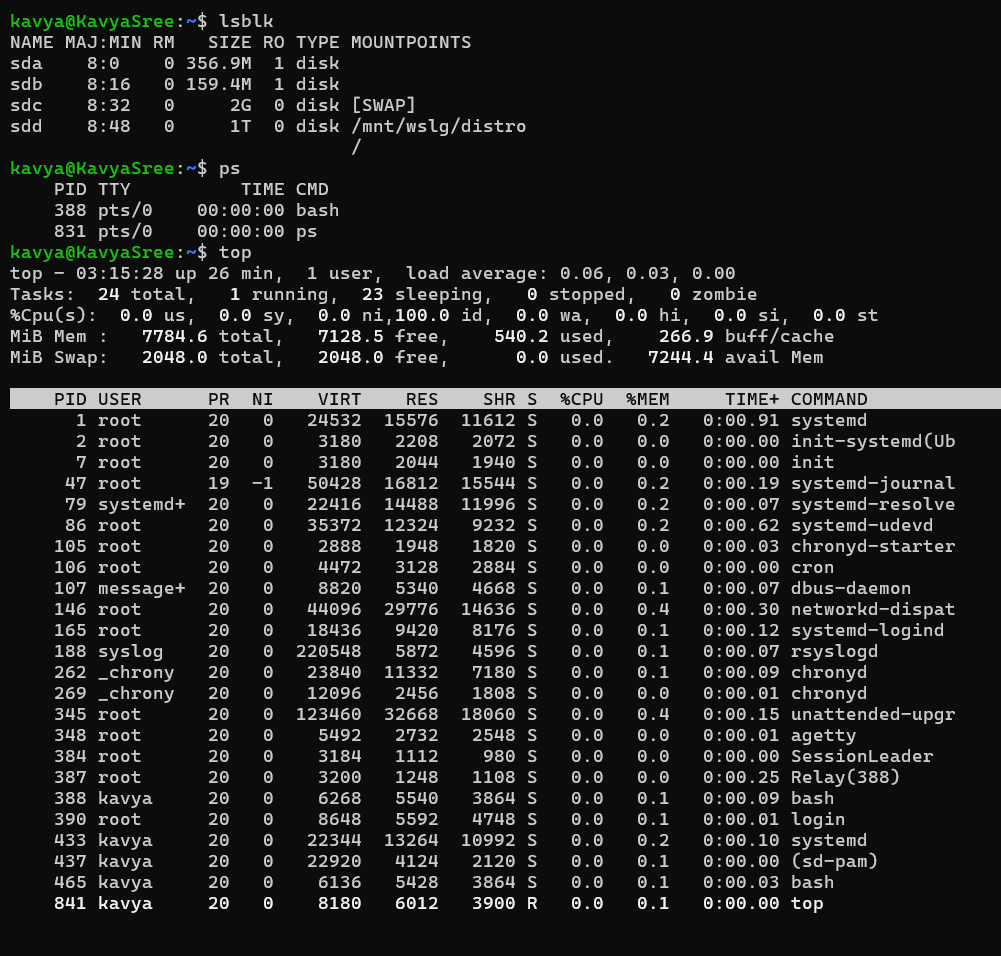 kavya@KavyaSree:~$ lsblk
NAME MAJ:MIN RM   SIZE RO TYPE MOUNTPOINTS
sda    8:0    0 356.9M  1 disk
sdb    8:16   0 159.4M  1 disk
sdc    8:32   0     2G  0 disk [SWAP]
sdd    8:48   0     1T  0 disk /mnt/wslg/distro
                               /
kavya@KavyaSree:~$ ps
    PID TTY          TIME CMD
    388 pts/0    00:00:00 bash
    831 pts/0    00:00:00 ps
kavya@KavyaSree:~$ top
top - 03:15:28 up 26 min,  1 user,  load average: 0.06, 0.03, 0.00
Tasks:  24 total,   1 running,  23 sleeping,   0 stopped,   0 zombie
%Cpu(s):  0.0 us,  0.0 sy,  0.0 ni,100.0 id,  0.0 wa,  0.0 hi,  0.0 si,  0.0 st
MiB Mem :   7784.6 total,   7128.5 free,    540.2 used,    266.9 buff/cache
MiB Swap:   2048.0 total,   2048.0 free,      0.0 used.   7244.4 avail Mem
    PID USER      PR  NI    VIRT    RES    SHR S  %CPU  %MEM     TIME+ COMMAND
      1 root      20   0   24532  15576  11612 S   0.0   0.2   0:00.91 systemd
      2 root      20   0    3180   2208   2072 S   0.0   0.0   0:00.00 init-systemd(Ub
      7 root      20   0    3180   2044   1940 S   0.0   0.0   0:00.00 init
     47 root      19  -1   50428  16812  15544 S   0.0   0.2   0:00.19 systemd-journal
     79 systemd+  20   0   22416  14488  11996 S   0.0   0.2   0:00.07 systemd-resolve
     86 root      20   0   35372  12324   9232 S   0.0   0.2   0:00.62 systemd-udevd
    105 root      20   0    2888   1948   1820 S   0.0   0.0   0:00.03 chronyd-starter
    106 root      20   0    4472   3128   2884 S   0.0   0.0   0:00.00 cron
    107 message+  20   0    8820   5340   4668 S   0.0   0.1   0:00.07 dbus-daemon
    146 root      20   0   44096  29776  14636 S   0.0   0.4   0:00.30 networkd-dispat
    165 root      20   0   18436   9420   8176 S   0.0   0.1   0:00.12 systemd-logind
    188 syslog    20   0  220548   5872   4596 S   0.0   0.1   0:00.07 rsyslogd
    262 _chrony   20   0   23840  11332   7180 S   0.0   0.1   0:00.09 chronyd
    269 _chrony   20   0   12096   2456   1808 S   0.0   0.0   0:00.01 chronyd
    345 root      20   0  123460  32668  18060 S   0.0   0.4   0:00.15 unattended-upgr
    348 root      20   0    5492   2732   2548 S   0.0   0.0   0:00.01 agetty
    384 root      20   0    3184   1112    980 S   0.0   0.0   0:00.00 SessionLeader
    387 root      20   0    3200   1248   1108 S   0.0   0.0   0:00.25 Relay(388)
    388 kavya     20   0    6268   5540   3864 S   0.0   0.1   0:00.09 bash
    390 root      20   0    8648   5592   4748 S   0.0   0.1   0:00.01 login
    433 kavya     20   0   22344  13264  10992 S   0.0   0.2   0:00.10 systemd
    437 kavya     20   0   22920   4124   2120 S   0.0   0.1   0:00.00 (sd-pam)
    465 kavya     20   0    6136   5428   3864 S   0.0   0.1   0:00.03 bash
    841 kavya     20   0    8180   6012   3900 R   0.0   0.1   0:00.00 top